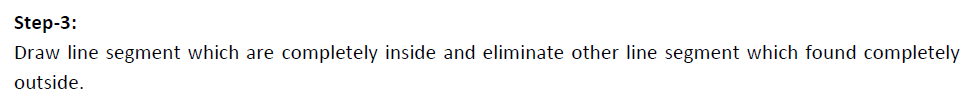 Step-3:
Draw line segment which are completely inside and eliminate other line segment which found completely
outside.